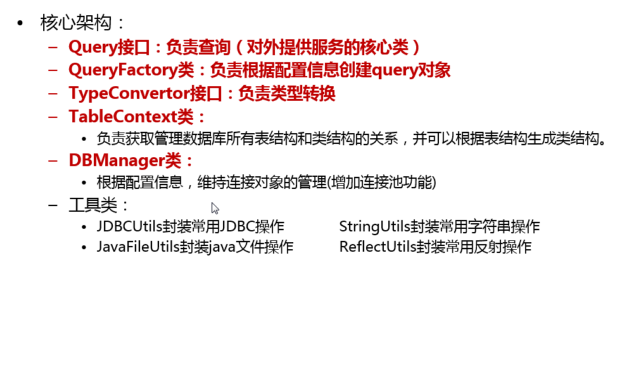 • 核心架构：
– Query接口：负责查询（对外提供服务的核心类）
– QueryFactory类：负责根据配置信息创建query对象
– TypeConvertor接口：负责类型转换
– TableContext类：
• 负责获取管理数据库所有表结构和类结构的关系，并可以根据表结构生成类结构。
– DBManager类：
• 根据配置信息，维持连接对象的管理(增加连接池功能)
– 工具类：
• JDBCUtils封装常用JDBC操作 StringUtils封装常用字符串操作
• JavaFileUtils封装java文件操作 ReflectUtils封装常用反射操作